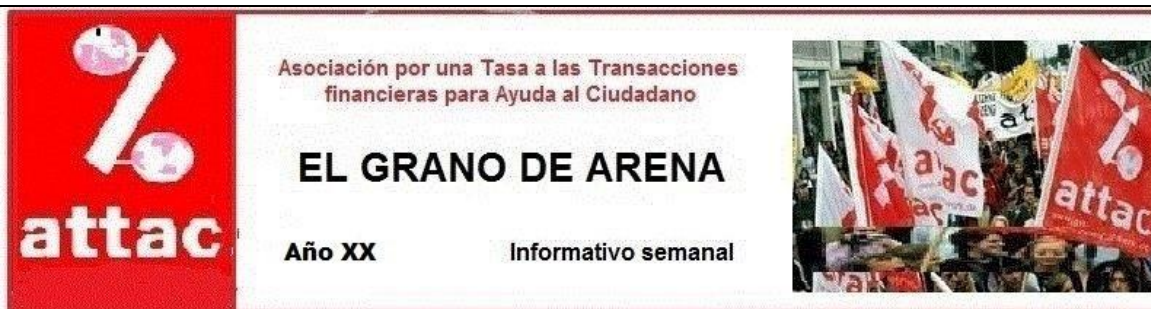 attac
Asociación por una Tasa a las Transacciones
financieras para Ayuda al Ciudadano
EL GRANO DE ARENA
Año XX
Informativo semanal
attac
attac